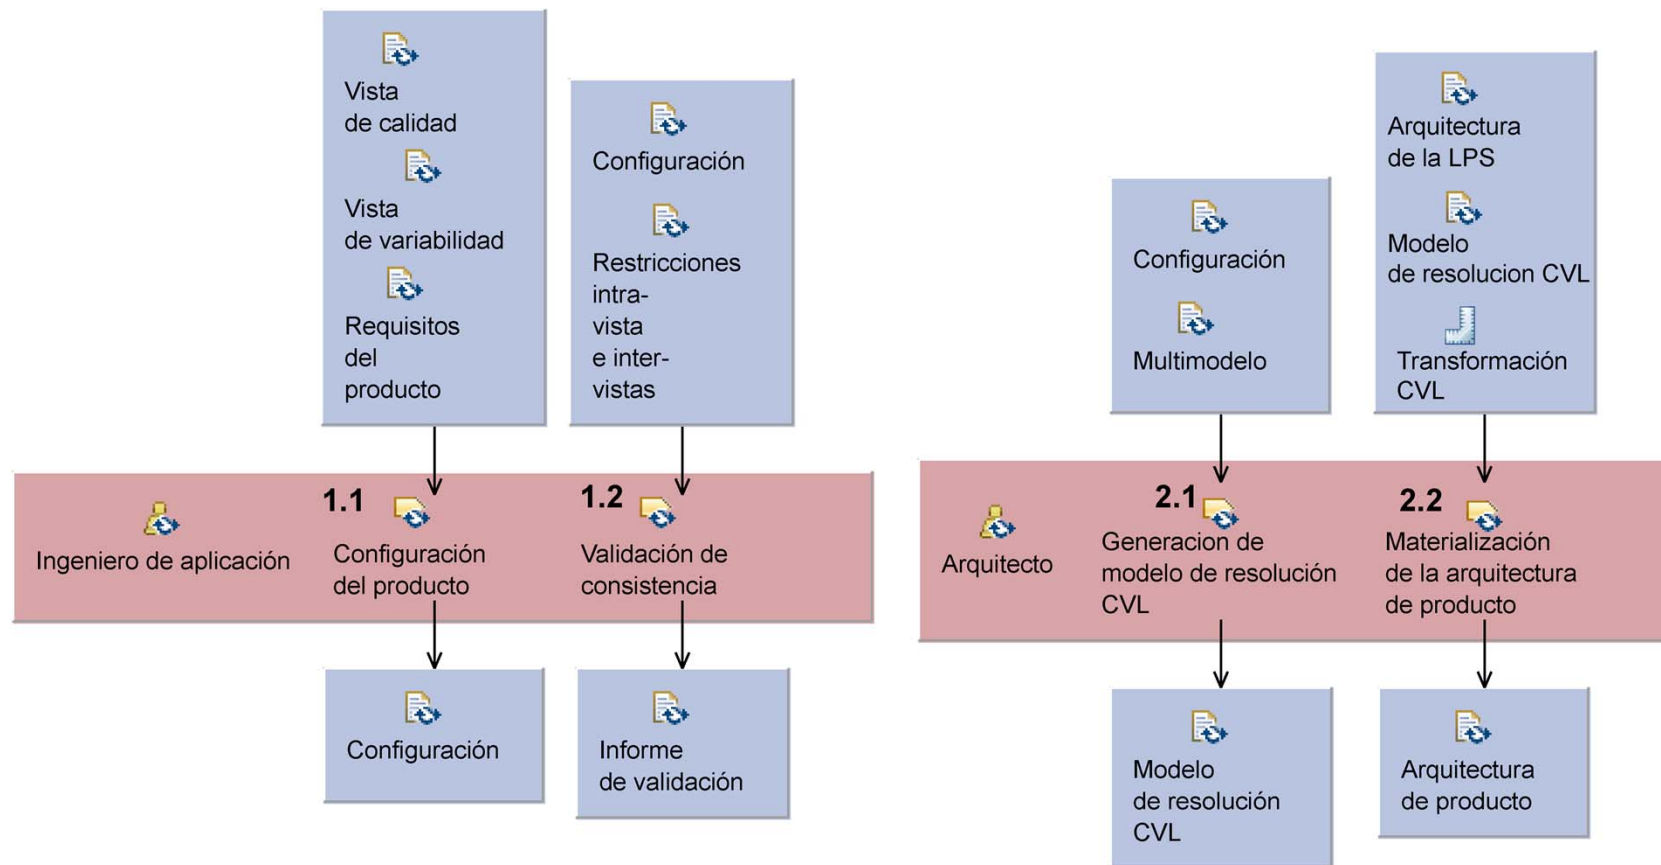 Vista
de calidad
Vista
de variabilidad
Requisitos
del
producto
Configuración
Restricciones
intra-
vista
e inter-
vistas
1.1
1.2
Ingeniero de aplicación
Configuración
del producto
Validación de
consistencia
Configuración
Informe
de validación
Configuración
Multimodelo
Arquitectura
de la LPS
Modelo
de resolucion CVL
Transformación
CVL
2.1
2.2
Arquitecto
Generacion de
modelo de resolución
CVL
Materialización
de la arquitectura
de producto
Modelo
de resolución
CVL
Arquitectura
de producto